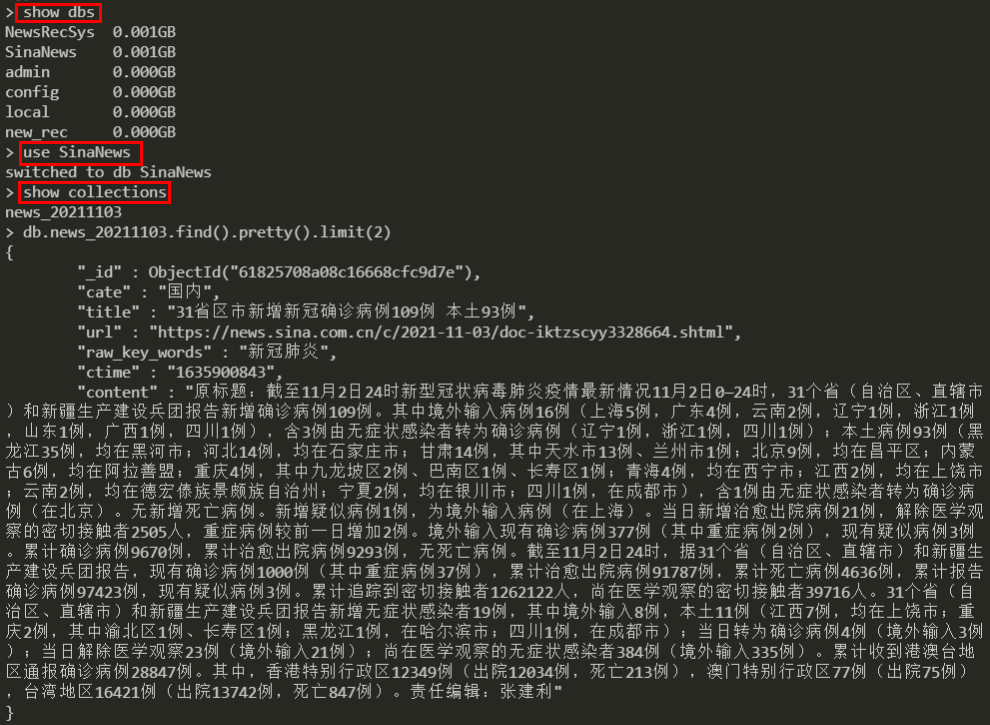 > show dbs
NewsRecSys  0.001GB
SinaNews    0.001GB
admin       0.000GB
config      0.000GB
local       0.000GB
new_rec     0.000GB
> use SinaNews
switched to db SinaNews
> show collections
news_20211103
> db.news_20211103.find().pretty().limit(2)
{
        "_id" : ObjectId("61825708a08c16668cfc9d7e"),
        "cate" : "国内",
        "title" : "31省区市新增新冠确诊病例109例 本土93例",
        "url" : "https://news.sina.com.cn/c/2021-11-03/doc-iktzscyy3328664.shtml",
        "raw_key_words" : "新冠肺炎",
        "ctime" : "1635900843",
        "content" : "原标题：截至11月2日24时新型冠状病毒肺炎疫情最新情况11月2日0—24时，31个省（自治区、直辖市
）和新疆生产建设兵团报告新增确诊病例109例。其中境外输入病例16例（上海5例，广东4例，云南2例，辽宁1例，浙江1例
，山东1例，广西1例，四川1例），含3例由无症状感染者转为确诊病例（辽宁1例，浙江1例，四川1例）；本土病例93例（黑
龙江35例，均在黑河市；河北14例，均在石家庄市；甘肃14例，其中天水市13例、兰州市1例；北京9例，均在昌平区；内蒙
古6例，均在阿拉善盟；重庆4例，其中九龙坡区2例、巴南区1例、长寿区1例；青海4例，均在西宁市；江西2例，均在上饶市
；云南2例，均在德宏傣族景颇族自治州；宁夏2例，均在银川市；四川1例，在成都市），含1例由无症状感染者转为确诊病
例（在北京）。无新增死亡病例。新增疑似病例1例，为境外输入病例（在上海）。当日新增治愈出院病例21例，解除医学观
察的密切接触者2505人，重症病例较前一日增加2例。境外输入现有确诊病例377例（其中重症病例2例），现有疑似病例3例
。累计确诊病例9670例，累计治愈出院病例9293例，无死亡病例。截至11月2日24时，据31个省（自治区、直辖市）和新疆生
产建设兵团报告，现有确诊病例1000例（其中重症病例37例），累计治愈出院病例91787例，累计死亡病例4636例，累计报告
确诊病例97423例，现有疑似病例3例。累计追踪到密切接触者1262122人，尚在医学观察的密切接触者39716人。31个省（自
治区、直辖市）和新疆生产建设兵团报告新增无症状感染者19例，其中境外输入8例，本土11例（江西7例，均在上饶市；重
庆2例，其中渝北区1例、长寿区1例；黑龙江1例，在哈尔滨市；四川1例，在成都市）；当日转为确诊病例4例（境外输入3例
）；当日解除医学观察23例（境外输入21例）；尚在医学观察的无症状感染者384例（境外输入335例）。累计收到港澳台地
区通报确诊病例28847例。其中，香港特别行政区12349例（出院12034例，死亡213例），澳门特别行政区77例（出院75例）
，台湾地区16421例（出院13742例，死亡847例）。责任编辑：张建利"
}